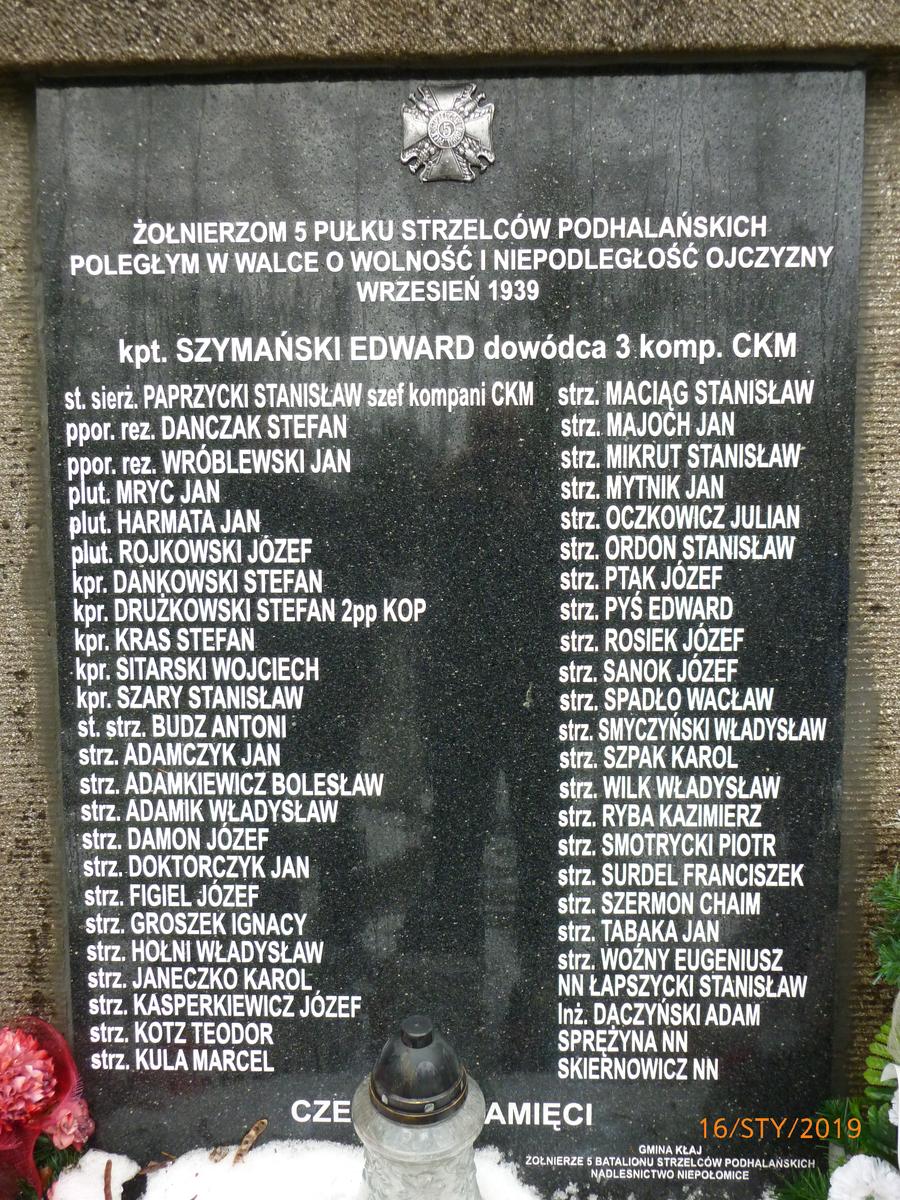 5
ŻOŁNIERZOM 5 PUŁKU STRZELCÓW PODHALAŃSKICH
POLEGŁYM W WALCE O WOLNOŚĆ I NIEPODLEGŁOŚĆ OJCZYZNY
WRZESIEŃ 1939
kpt. SZYMAŃSKI EDWARD dowódca 3 komp. CKM
st. sierż. PAPRZYCKI STANISŁAW szef kompani CKM
ppor. rez. DANCZAK STEFAN
ppor. rez. WRÓBLEWSKI JAN
plut. MRYC JAN
plut. HARMATA JAN
plut. ROJKOWSKI JÓZEF
kpr. DAŃKOWSKI STEFAN
kpr. DRUŻKOWSKI STEFAN 2pp KOP
kpr. KRAS STEFAN
kpr. SITARSKI WOJCIECH
kpr. SZARY STANISŁAW
st. strz. BUDZ ANTONI
strz. ADAMCZYK JAN
strz. ADAMKIEWICZ BOLESŁAW
strz. ADAMIK WŁADYSŁAW
strz. DAMON JÓZEF
strz. DOKTORCZYK JAN
strz. FIGIEL JÓZEF
strz. GROSZEK IGNACY
strz. HOŁNI WŁADYSŁAW
strz. JANECZKO KAROL
strz. KASPERKIEWICZ JÓZEF
strz. KOTZ TEODOR
strz. KULA MARCEL
strz. MACIĄG STANISŁAW
strz. MAJOCH JAN
strz. MIKRUT STANISŁAW
strz. MYTNIK JAN
strz. OCZKOWICZ JULIAN
strz. ORDON STANISŁAW
strz. PTAK JÓZEF
strz. PYŚ EDWARD
strz. ROSIEK JÓZEF
strz. SANOK JÓZEF
strz. SPADŁO WACŁAW
strz. SMYCZYŃSKI WŁADYSŁAW
strz. SZPAK KAROL
strz. WILK WŁADYSŁAW
strz. RYBA KAZIMIERZ
strz. SMOTRYCKI PIOTR
strz. SURDEL FRANCISZEK
strz. SZERMON CHAIM
strz. TABAKA JAN
strz. WOŹNY EUGENIUSZ
NN ŁAPSZYCKI STANISŁAW
Inż. DĄCZYŃSKI ADAM
SPRĘŻYNA NN
SKIERNOWICZ NN
CZE AMIĘCI
16/STY/2019
GMINA KŁAJ
ŻOŁNIERZE 5 BATALIONU STRZELCÓW PODHALAŃSKICH
NADLESNICTWO NIEPOŁOMICE